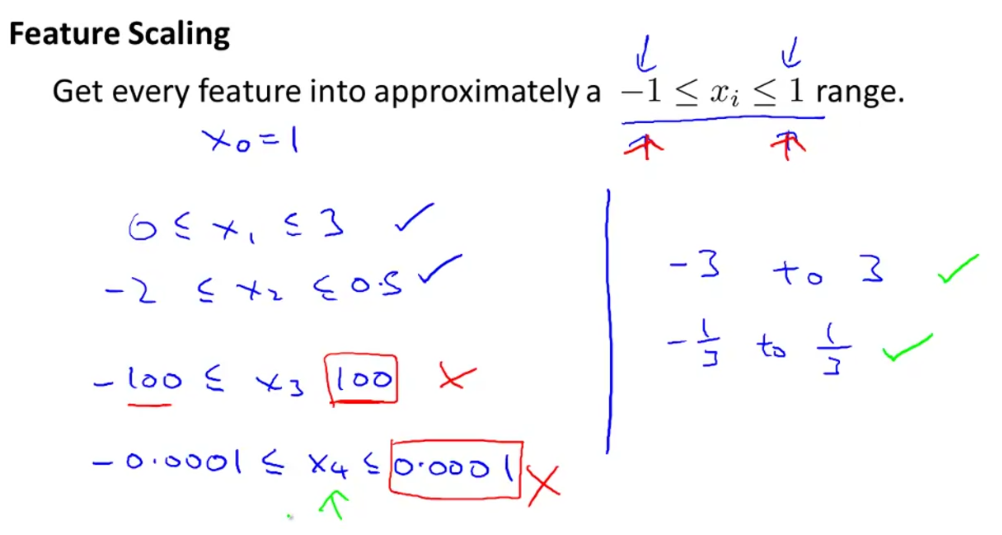 Feature Scaling
Get every feature into approximately a −1 ≤ xᵢ ≤ 1 range.
x₀ = 1
0 ≤ x₁ ≤ 3 ✓
-2 ≤ x₂ ≤ 0.5 ✓
-100 ≤ x₃ 100 ✗
-0.0001 ≤ x₄ ≤ 0.0001 ✗
-3 to 3 ✓
-1/3 to 1/3 ✓